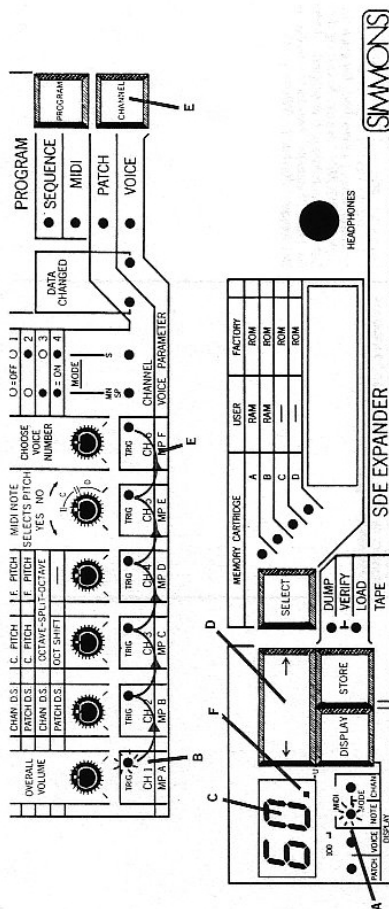 PROGRAM
OVERALL VOLUME
CHAN D.S
PATCH D.S
CHAN D.S
PATCH D.S
C. PITCH F. PITCH
C. PITCH F. PITCH
OCTAVE-SPLIT-OCTAVE
OCT SHIFT
MIDI NOTE
SELECTS PITCH
YES NO
C
D
CHOOSE
VOICE
NUMBER
O=OFF
● = ON
1
2
3
4
MODE
MN
SP
S
DATA
CHANGED
SEQUENCE
MIDI
PATCH
VOICE
PROGRAM
CHANNEL
TRIG TRIG TRIG TRIG TRIG TRIG
CH 1 CH 2 CH 3 CH 4 CH 5 CH 6
MP A MP B MP C MP D MP E MP F
CHANNEL
VOICE PARAMETER
B
E
E
C
F
D
60.
100
MIDI
NOTE MODE CHAN
PATCH VOICE
DISPLAY
A
← →
DISPLAY
STORE
SELECT
DUMP
VERIFY
LOAD
TAPE
MEMORY CARTRIDGE USER FACTORY
A RAM ROM
B RAM ROM
C — ROM
D — ROM
HEADPHONES
SDE EXPANDER
SIMMONS